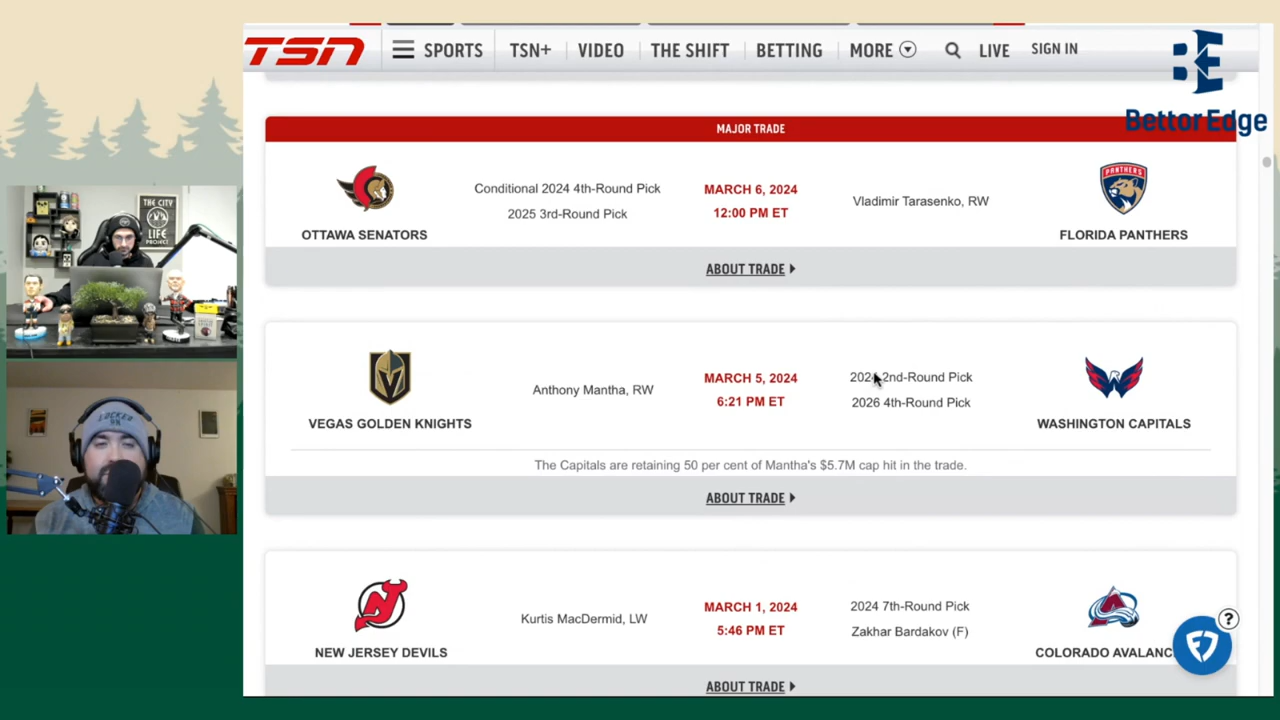 TSN
SPORTS
TSN+
VIDEO
THE SHIFT
BETTING
MORE
LIVE
SIGN IN
BettorEdge
MAJOR TRADE
OTTAWA SENATORS
Conditional 2024 4th-Round Pick
2025 3rd-Round Pick
MARCH 6, 2024
12:00 PM ET
Vladimir Tarasenko, RW
PANTHERS
FLORIDA PANTHERS
ABOUT TRADE
VEGAS GOLDEN KNIGHTS
Anthony Mantha, RW
MARCH 5, 2024
6:21 PM ET
2024 2nd-Round Pick
2026 4th-Round Pick
WASHINGTON CAPITALS
The Capitals are retaining 50 per cent of Mantha's $5.7M cap hit in the trade.
ABOUT TRADE
NEW JERSEY DEVILS
Kurtis MacDermid, LW
MARCH 1, 2024
5:46 PM ET
2024 7th-Round Pick
Zakhar Bardakov (F)
COLORADO AVALANC
?
ABOUT TRADE
THE CITY
LIFE
PROJECT